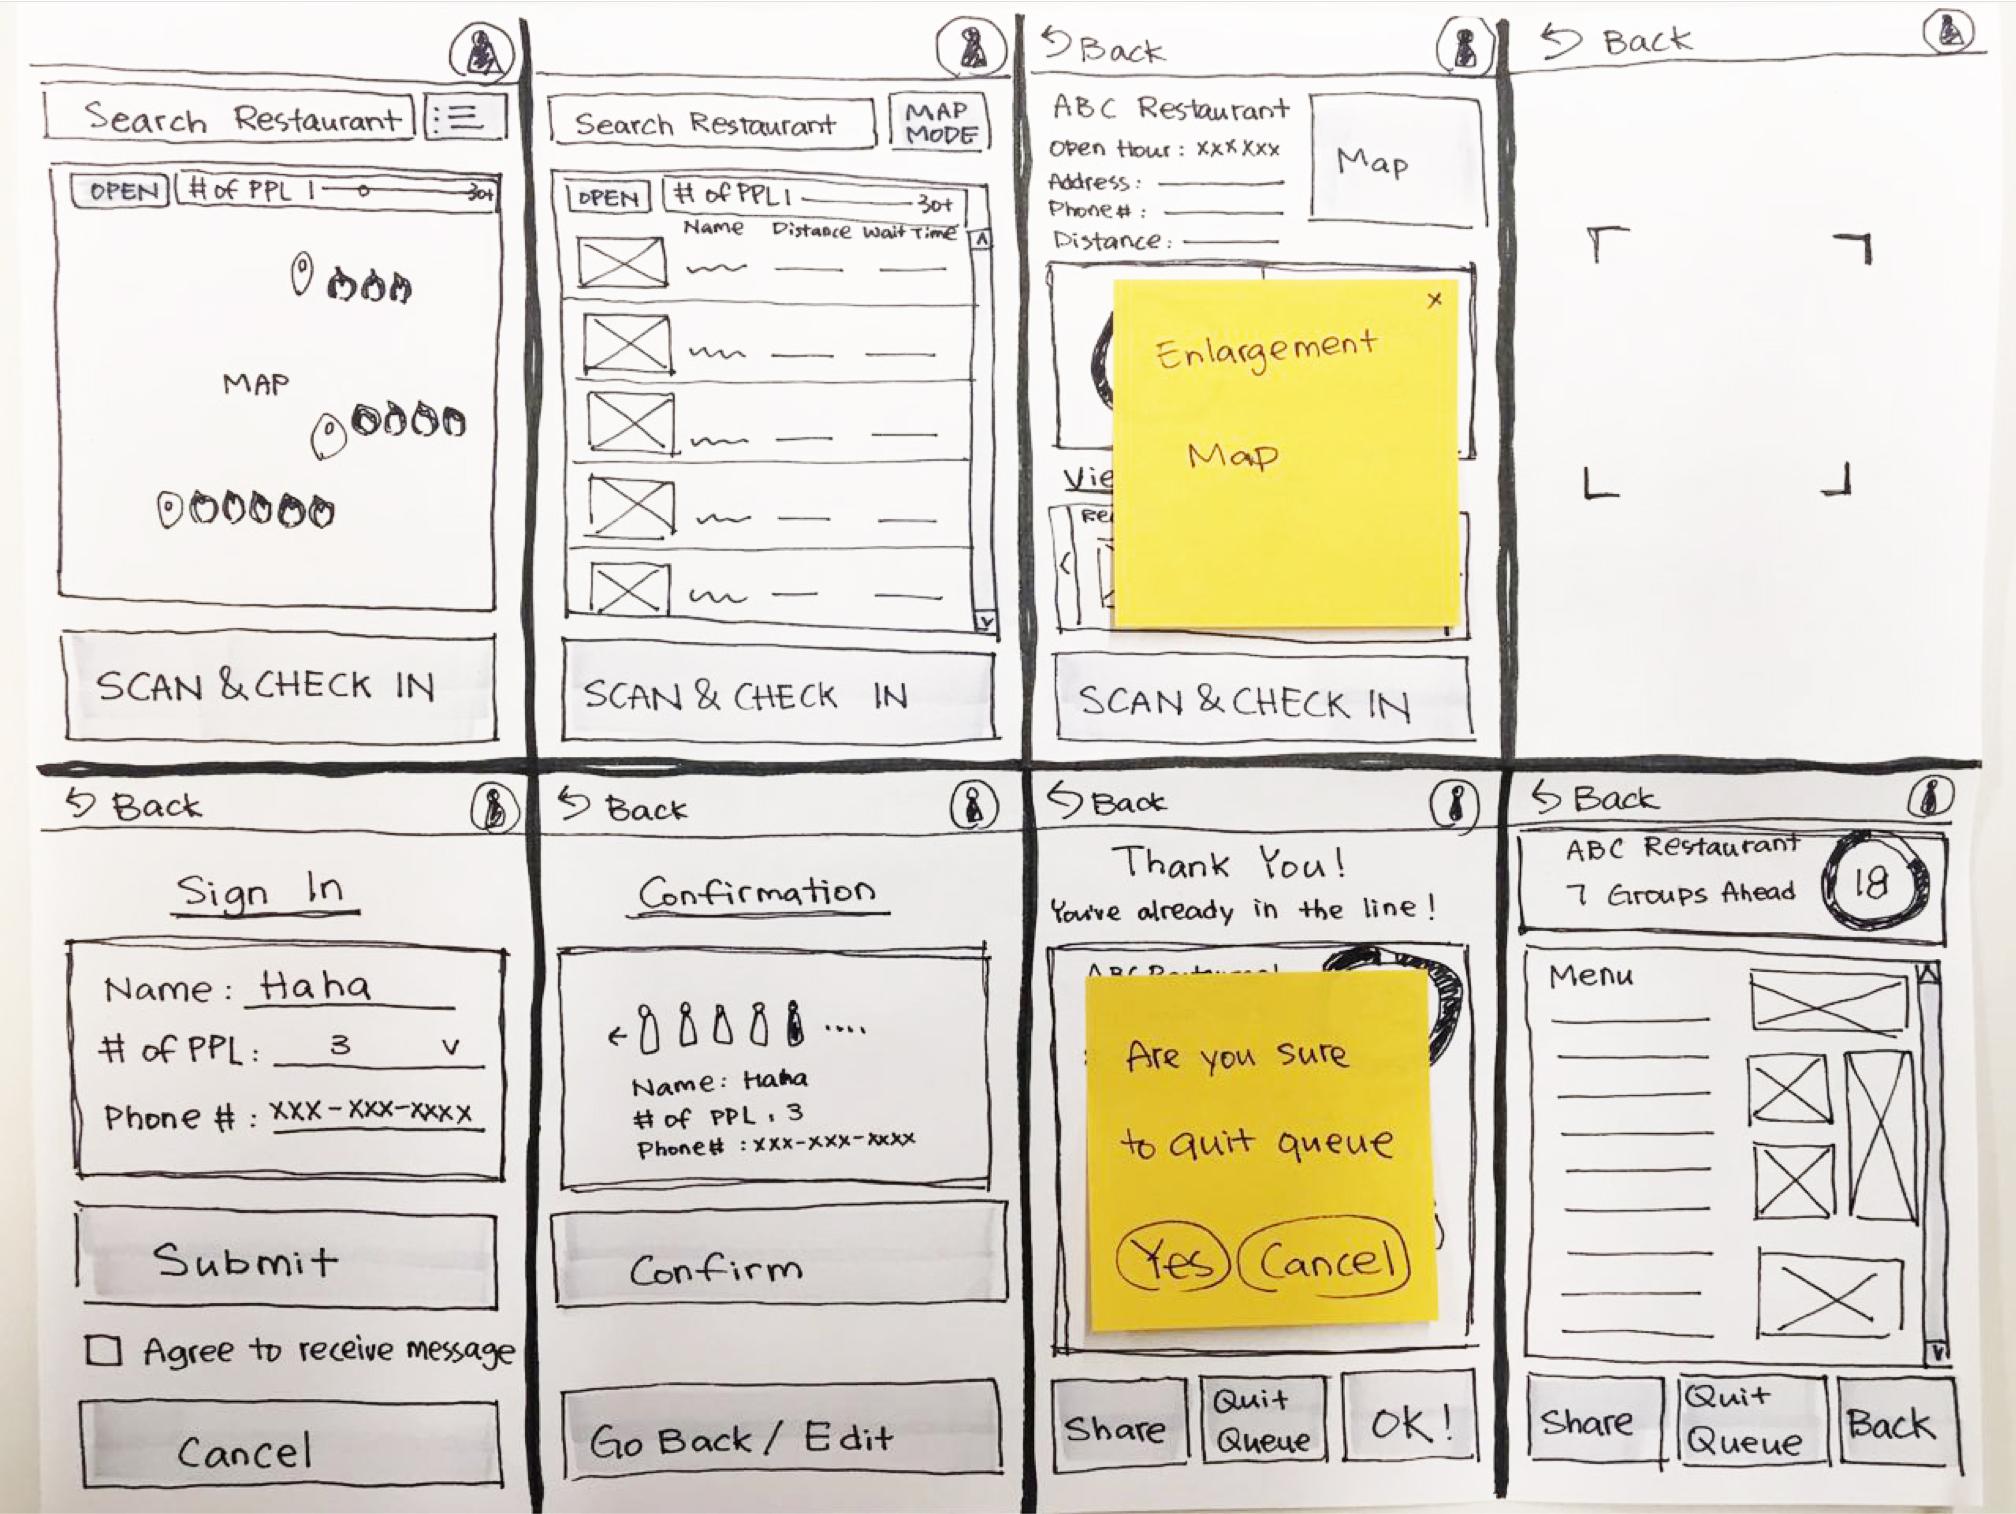 Search Restaurant
OPEN
# of PPL 1 30+
MAP
SCAN & CHECK IN
Search Restaurant
MAP
MODE
OPEN
# of PPL 1 30+
Name Distance Wait Time
SCAN & CHECK IN
Back
ABC Restaurant
Open Hour : xxxxxx
Address :
Phone # :
Distance :
Map
x
Enlargement
Map
Vie
Re
SCAN & CHECK IN
Back
Back
Sign In
Name : Haha
# of PPL : 3 v
Phone # : xxx-xxx-xxxx
Submit
Agree to receive message
Cancel
Back
Confirmation
Name : Haha
# of PPL : 3
Phone # : xxx-xxx-xxxx
Confirm
Go Back / Edit
Back
Thank You!
You've already in the line!
ABC Restaurant
Are you sure
to quit queue
Yes Cancel
Share
Quit
Queue
OK!
Back
ABC Restaurant
7 Groups Ahead
18
Menu
Share
Quit
Queue
Back